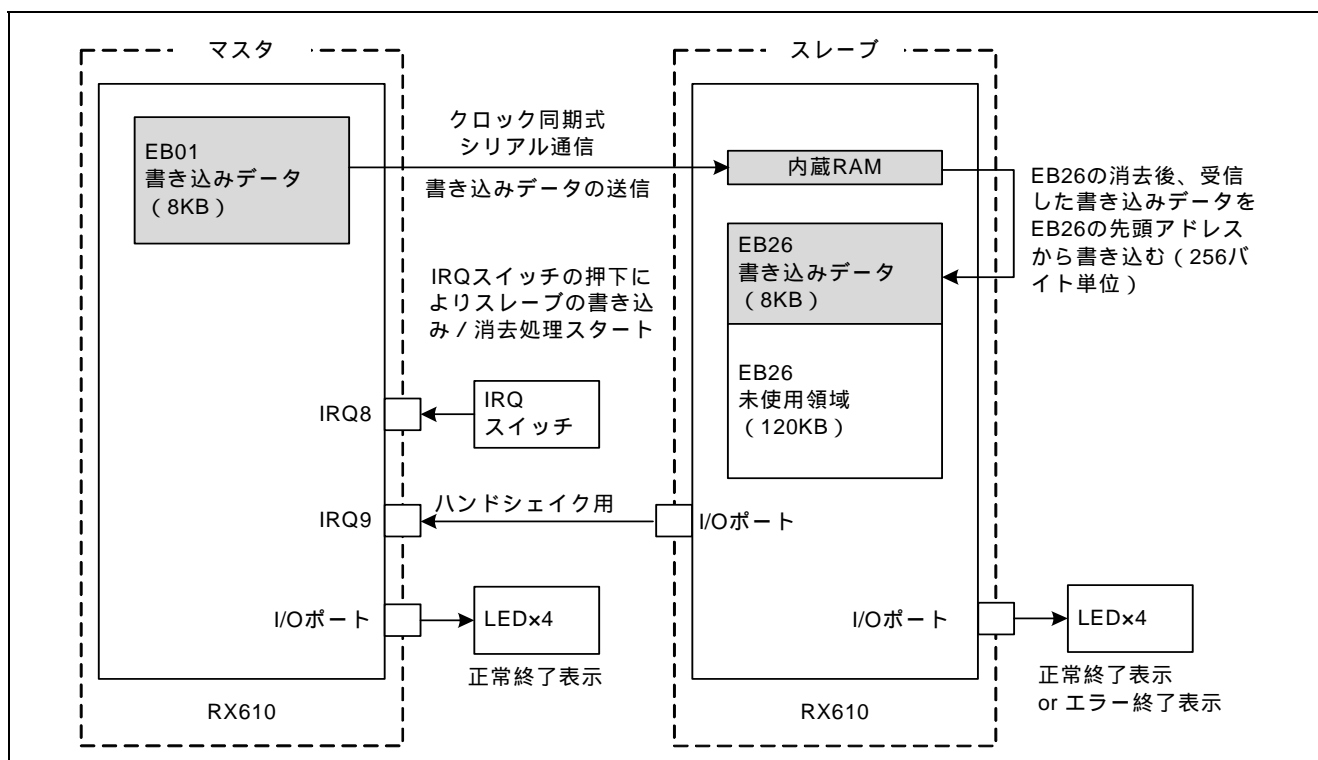 マスタ
スレーブ
EB01
書き込みデータ
(8KB)
クロック同期式
シリアル通信
書き込みデータの送信
内蔵RAM
EB26の消去後、受信
した書き込みデータを
EB26の先頭アドレス
から書き込む(256バ
イト単位)
EB26
書き込みデータ
(8KB)
IRQスイッチの押下に
よりスレーブの書き込
み/消去処理スタート
EB26
未使用領域
(120KB)
IRQ8
IRQ
スイッチ
IRQ9
ハンドシェイク用
I/Oポート
I/Oポート
LED×4
正常終了表示
I/Oポート
LED×4
正常終了表示
or エラー終了表示
RX610
RX610